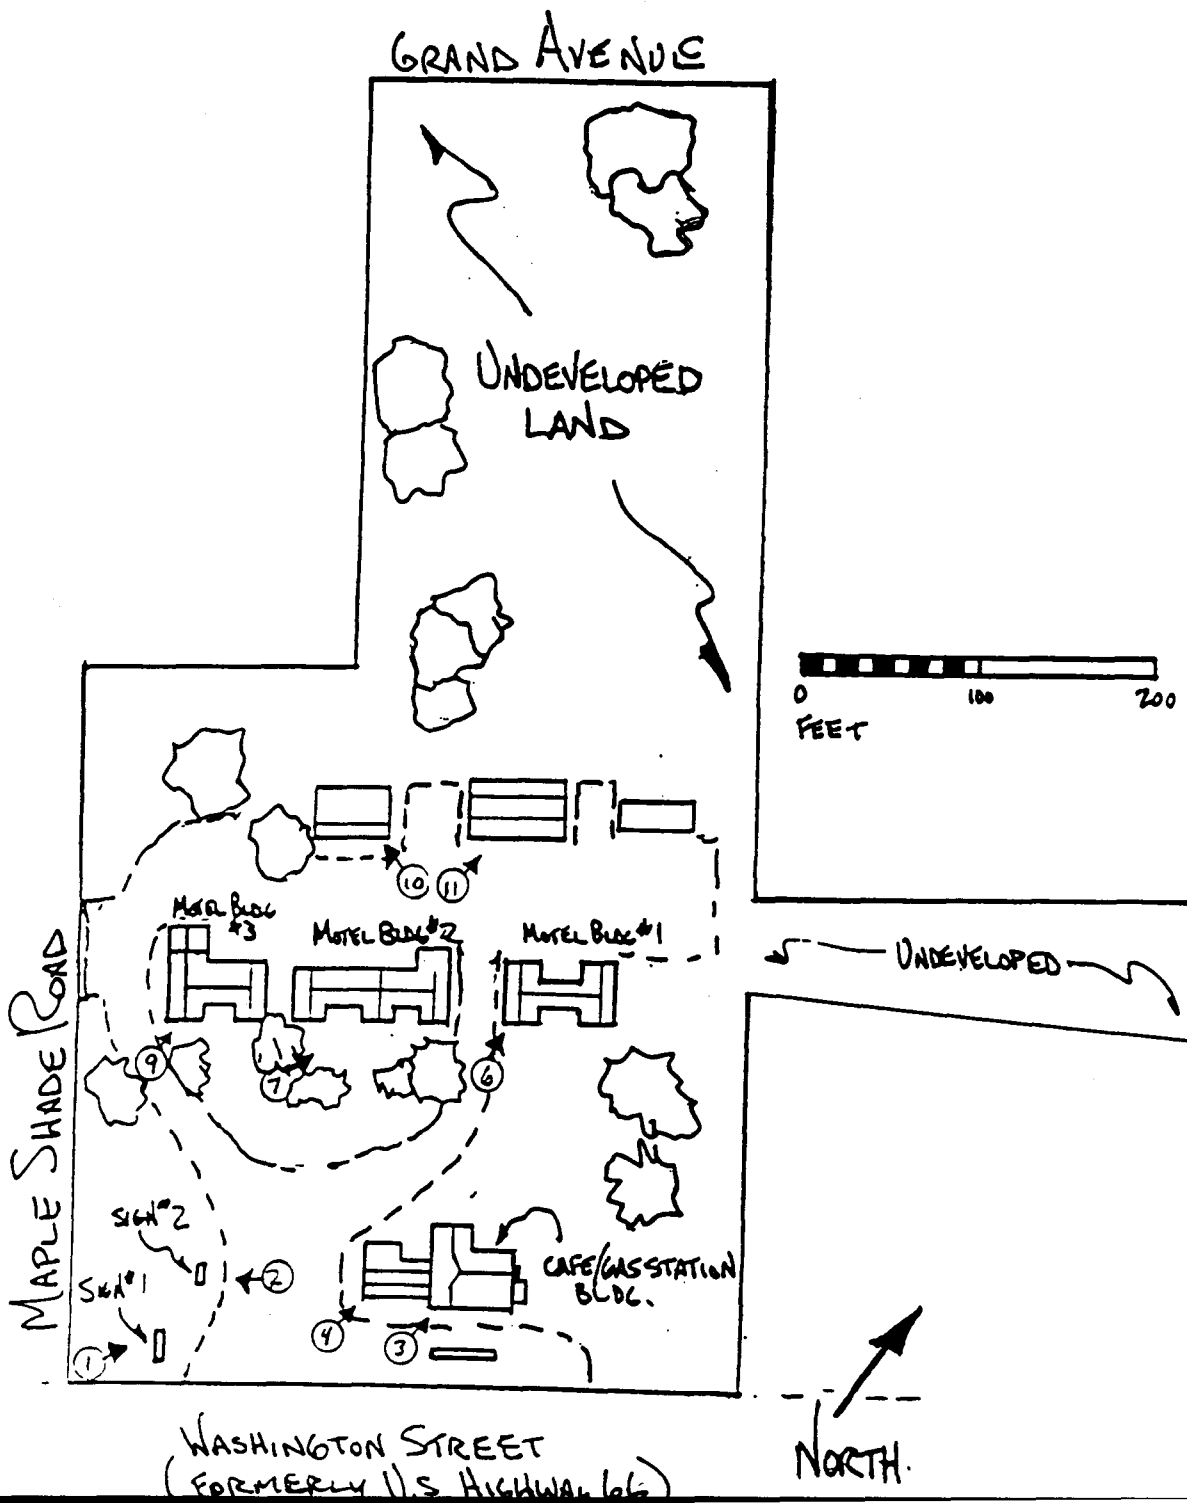 GRAND AVENUE
UNDEVELOPED
LAND
0 100 200
FEET
10 11
MOTEL BLDG
#3
MOTEL BLDG #2
MOTEL BLDG #1
UNDEVELOPED
MAPLE SHADE ROAD
9
7
6
SIGN #2
SIGN #1
2
CAFE/GAS STATION
BLDG.
4
3
1
NORTH.
WASHINGTON STREET
(FORMERLY U.S HIGHWAY 66)